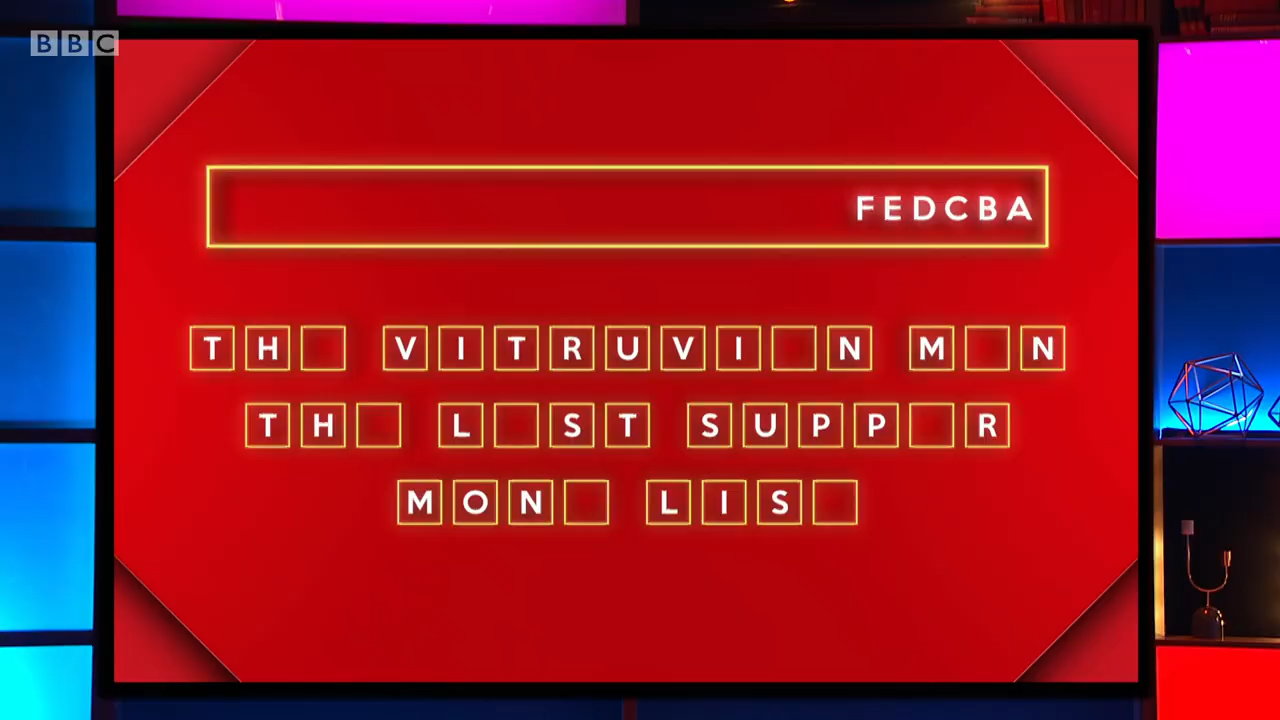 BBC
FEDCBA
TH VITRUVI N M N
TH L ST SUPP R
MON LIS